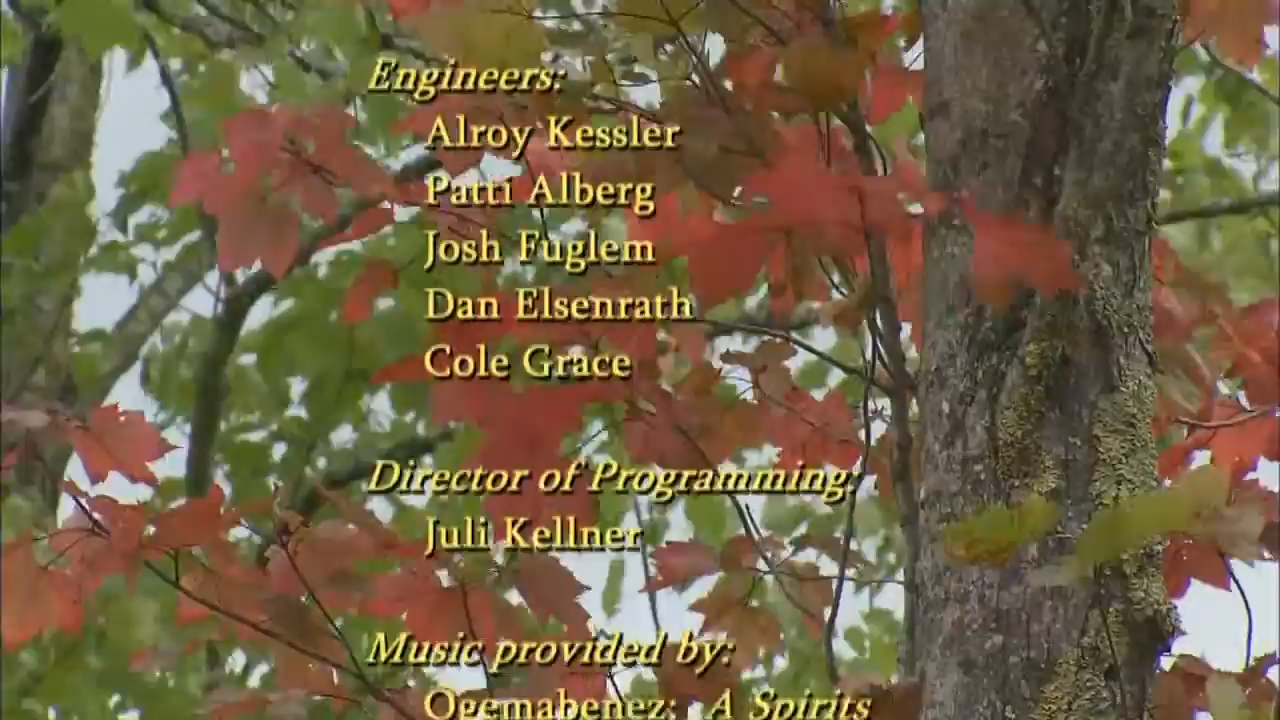 Engineers:
Alroy Kessler
Patti Alberg
Josh Fuglem
Dan Elsenrath
Cole Grace
Director of Programming:
Juli Kellner
Music provided by:
Ogemabenez: A Spirits